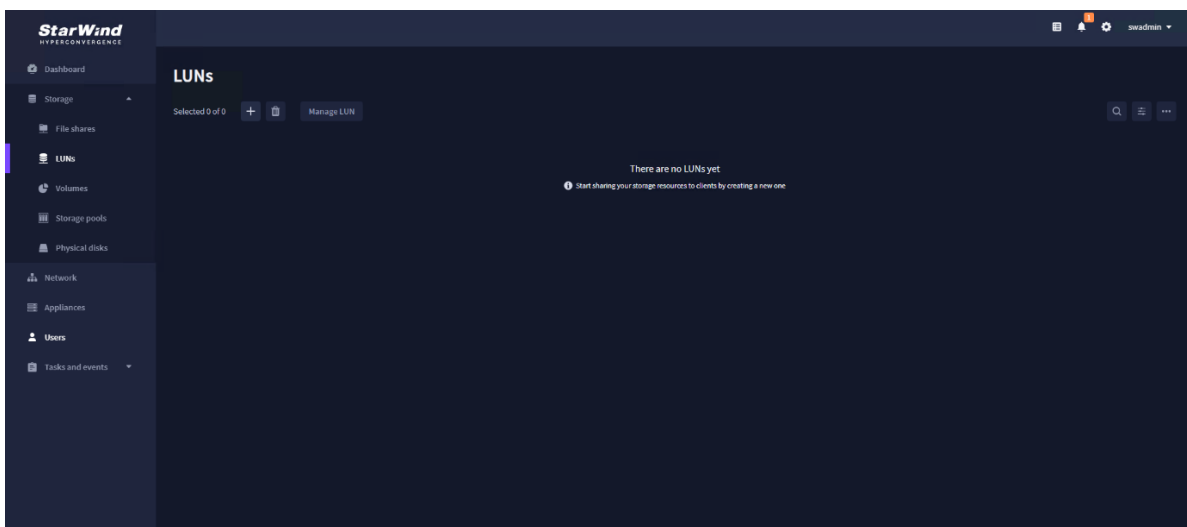 StarWind
HYPERCONVERGENCE
1
swadmin
Dashboard
Storage
File shares
LUNs
Volumes
Storage pools
Physical disks
Network
Appliances
Users
Tasks and events
LUNs
Selected 0 of 0
Manage LUN
There are no LUNs yet
Start sharing your storage resources to clients by creating a new one